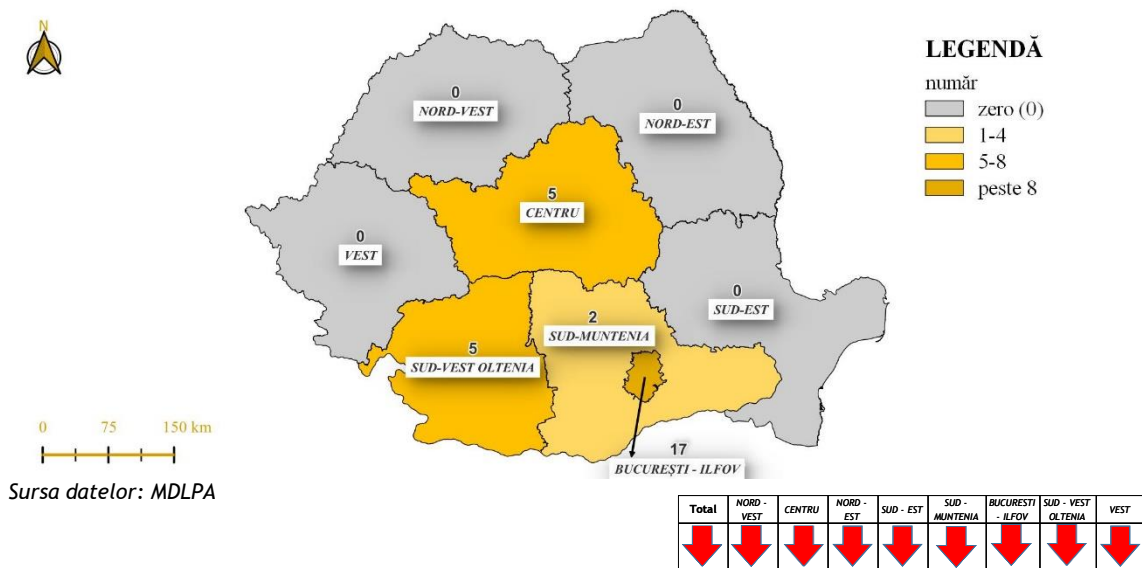 N
LEGENDĂ
număr
zero (0)
1-4
5-8
peste 8
0
NORD-VEST
0
NORD-EST
5
CENTRU
0
VEST
0
SUD-EST
2
SUD-MUNTENIA
5
SUD-VEST OLTENIA
17
BUCUREȘTI - ILFOV
0 75 150 km
Sursa datelor: MDLPA
Total
NORD -
VEST
CENTRU
NORD -
EST
SUD - EST
SUD -
MUNTENIA
BUCURESTI
- ILFOV
SUD - VEST
OLTENIA
VEST